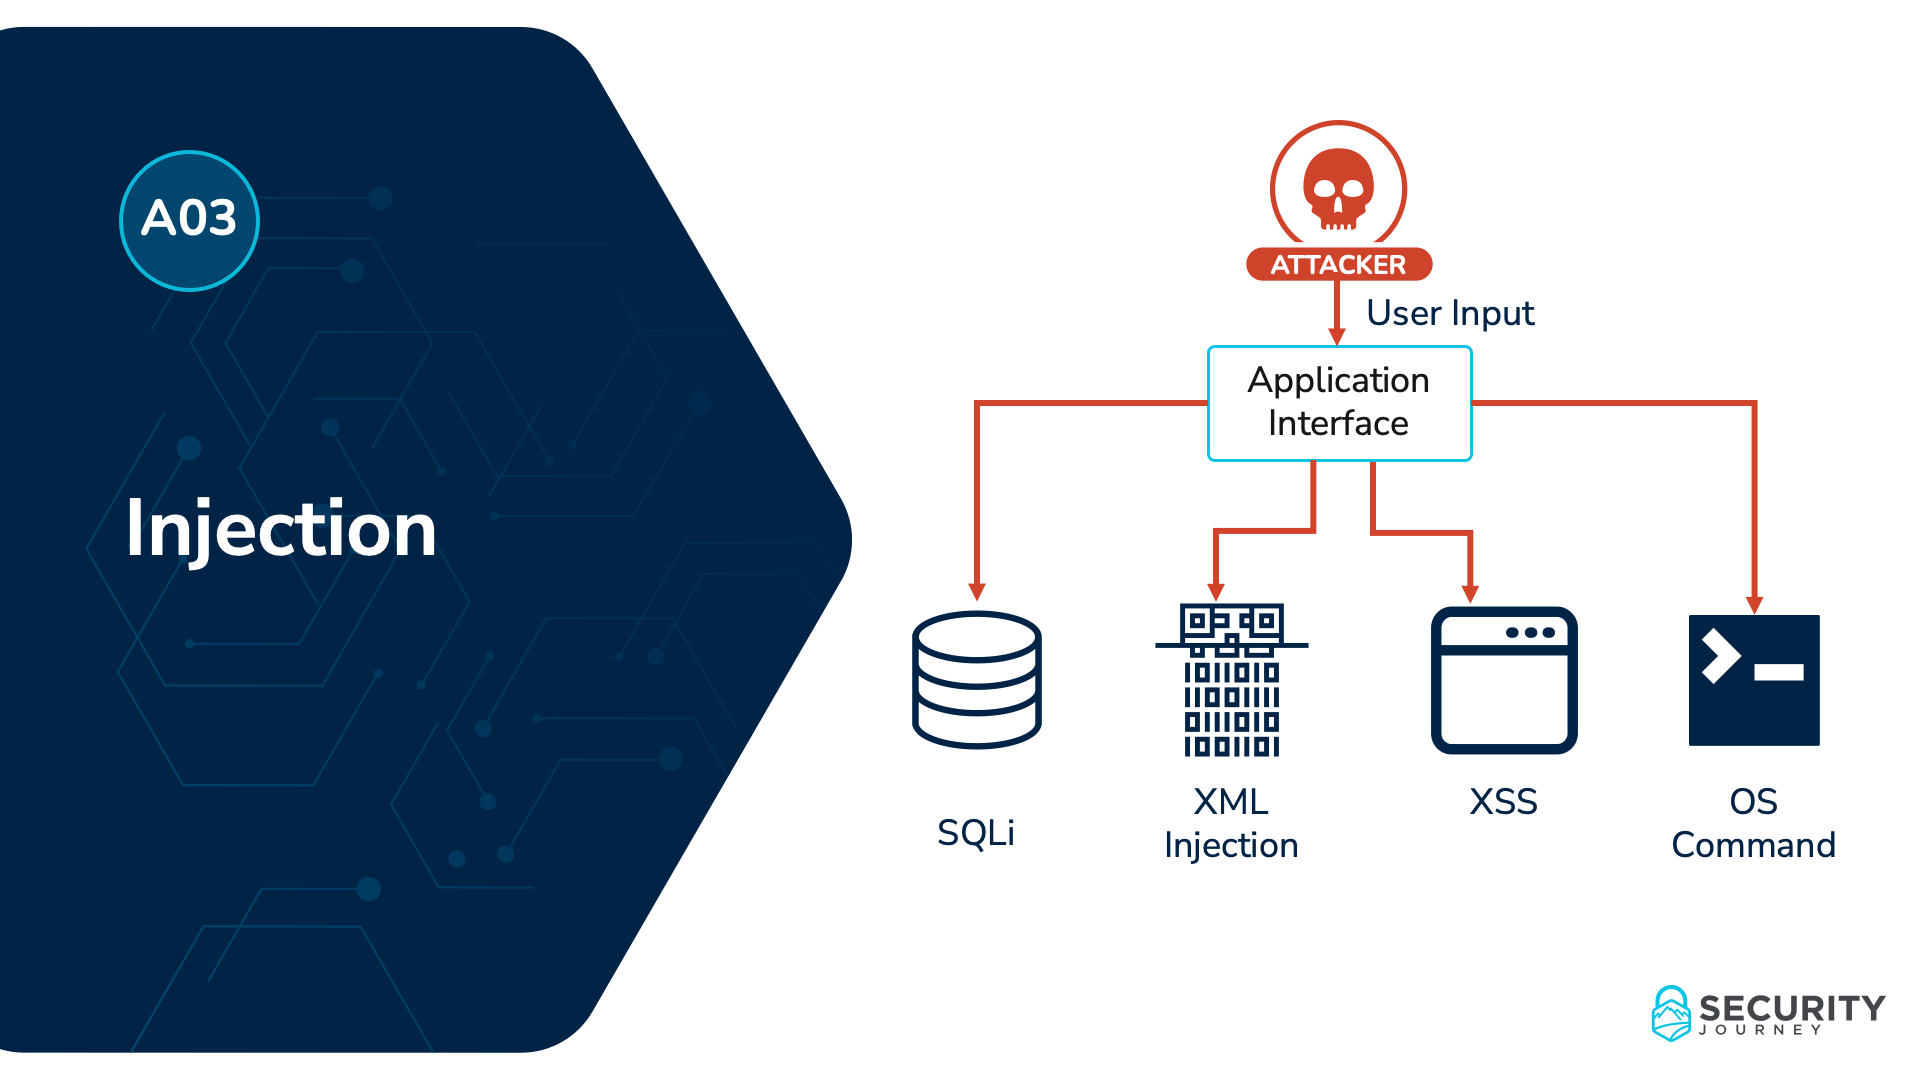 A03
Injection
ATTACKER
User Input
Application
Interface
SQLi
XML
Injection
XSS
OS
Command
SECURITY
JOURNEY